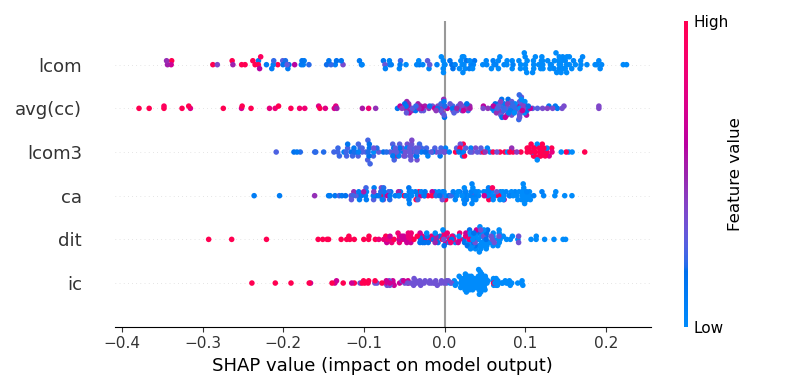 High
lcom
avg(cc)
lcom3
ca
dit
ic
Feature value
Low
−0.4 −0.3 −0.2 −0.1 0.0 0.1 0.2
SHAP value (impact on model output)